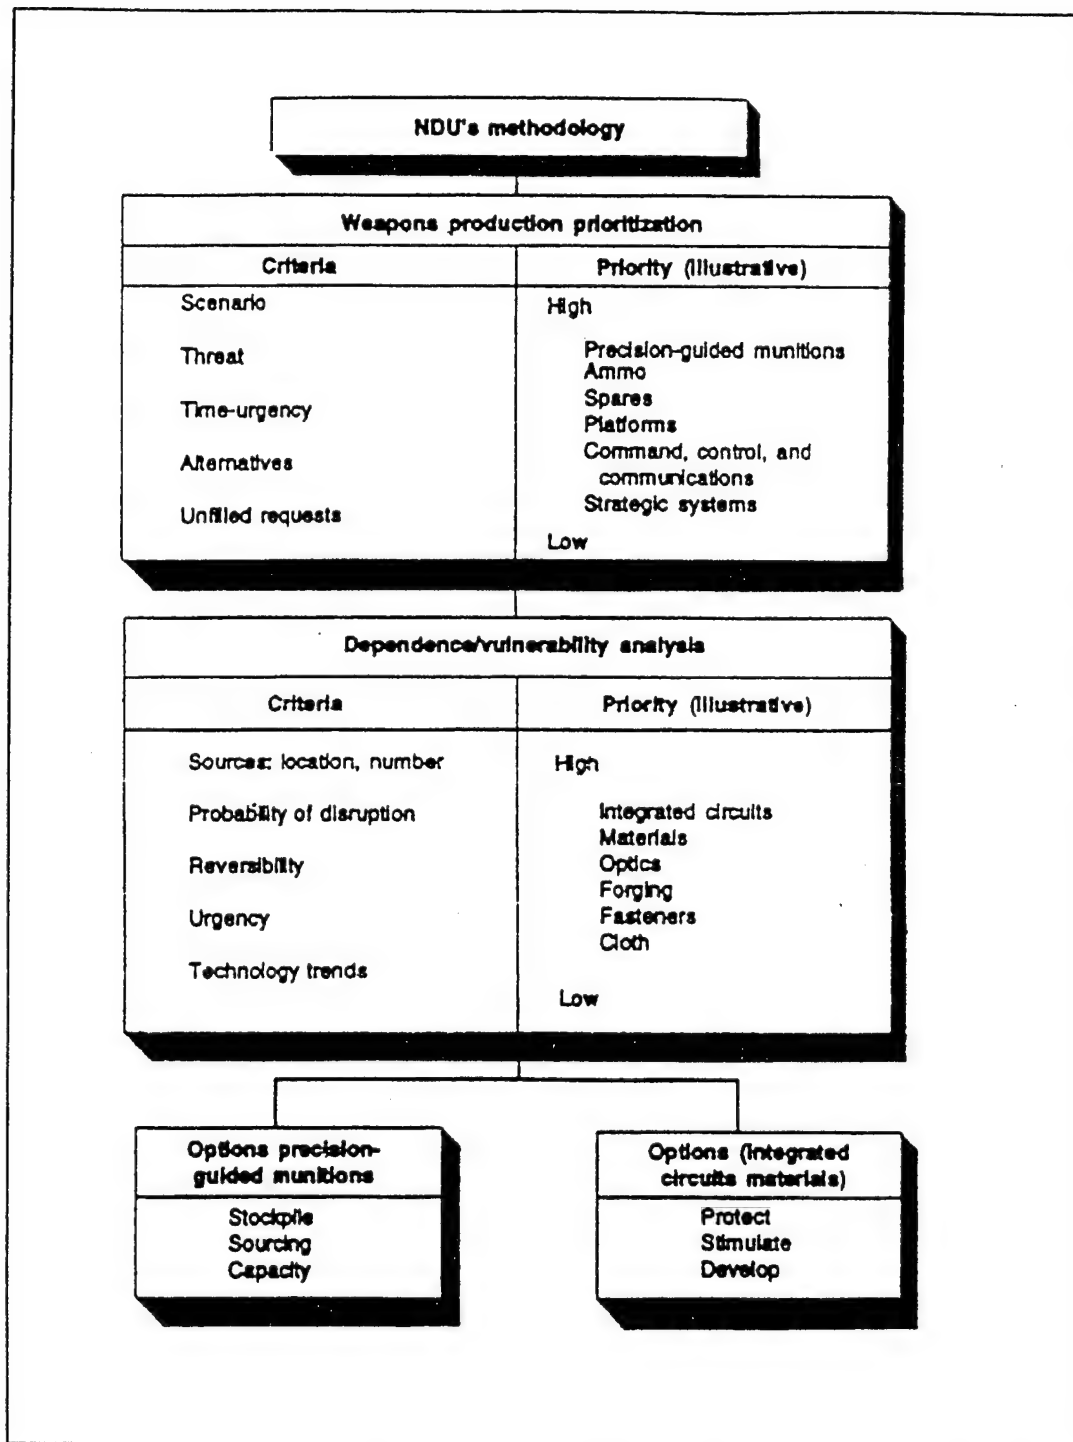 NDU's methodology
Weapons production prioritization
Criteria
Priority (Illustrative)
Scenario
Threat
Time-urgency
Alternatives
Unfilled requests
High
Precision-guided munitions
Ammo
Spares
Platforms
Command, control, and
communications
Strategic systems
Low
Dependence/vulnerability analysis
Criteria
Priority (Illustrative)
Sources: location, number
Probability of disruption
Reversibility
Urgency
Technology trends
High
Integrated circuits
Materials
Optics
Forging
Fasteners
Cloth
Low
Options precision-
guided munitions
Stockpile
Sourcing
Capacity
Options (Integrated
circuits materials)
Protect
Stimulate
Develop